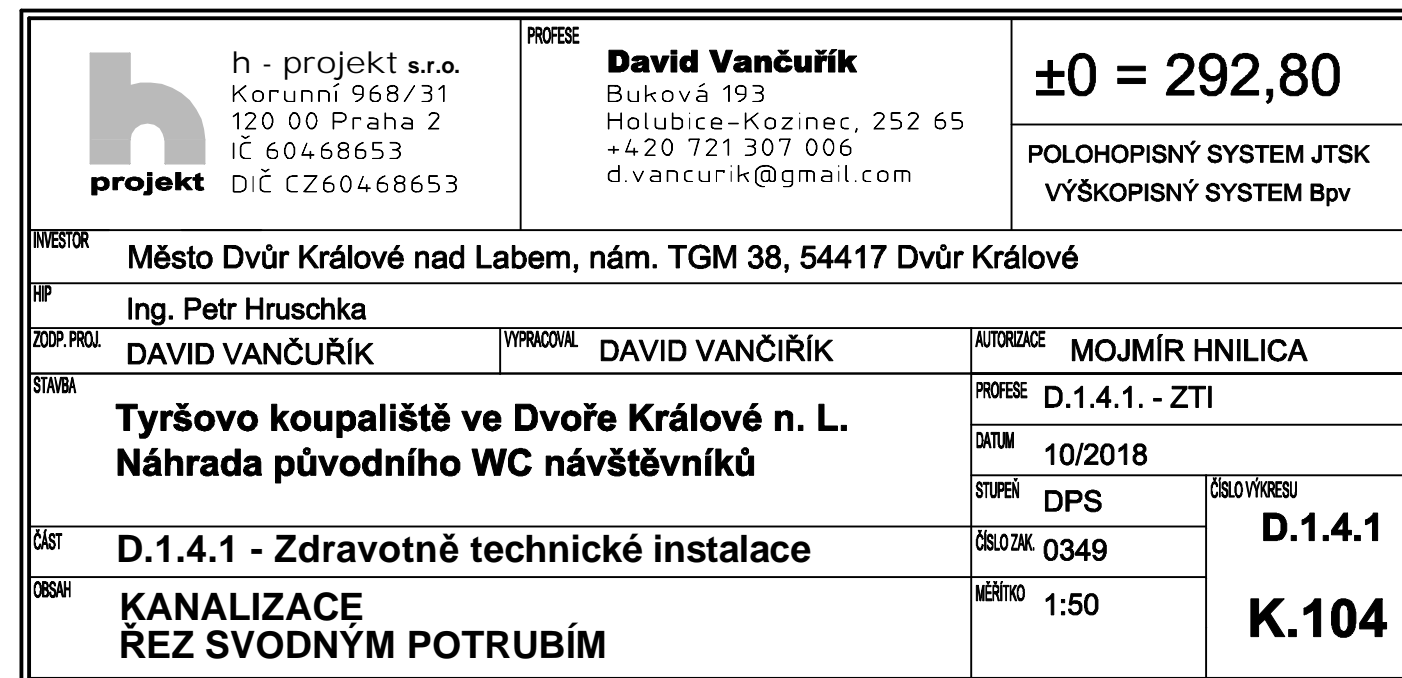 h
projekt
h - projekt s.r.o.
Korunní 968/31
120 00 Praha 2
IČ 60468653
DIČ CZ60468653
PROFESE
David Vančuřík
Buková 193
Holubice-Kozinec, 252 65
+420 721 307 006
d.vancurik@gmail.com
±0 = 292,80
POLOHOPISNÝ SYSTEM JTSK
VÝŠKOPISNÝ SYSTEM Bpv
INVESTOR
Město Dvůr Králové nad Labem, nám. TGM 38, 54417 Dvůr Králové
HIP
Ing. Petr Hruschka
ZODP. PROJ.
DAVID VANČUŘÍK
VYPRACOVAL
DAVID VANČIŘÍK
AUTORIZACE
MOJMÍR HNILICA
STAVBA
Tyršovo koupaliště ve Dvoře Králové n. L.
Náhrada původního WC návštěvníků
PROFESE
D.1.4.1. - ZTI
DATUM
10/2018
STUPEŇ
DPS
ČÍSLO VÝKRESU
D.1.4.1
K.104
ČÁST
D.1.4.1 - Zdravotně technické instalace
ČÍSLO ZAK.
0349
OBSAH
KANALIZACE
ŘEZ SVODNÝM POTRUBÍM
MĚŘÍTKO
1:50